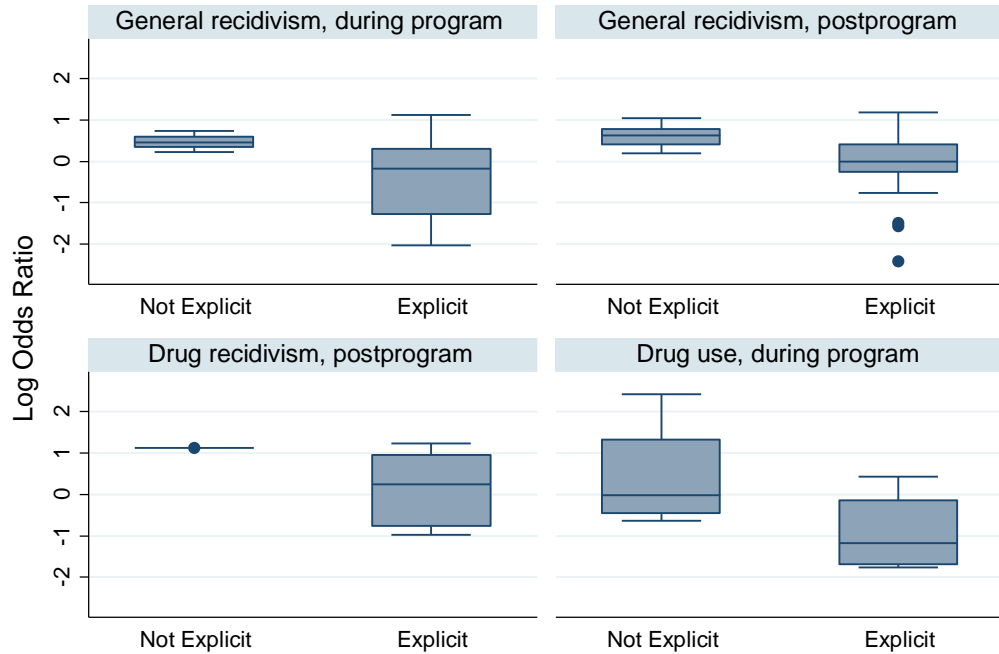 General recidivism, during program
General recidivism, postprogram
2
1
0
-1
-2
Not Explicit
Explicit
Not Explicit
Explicit
Drug recidivism, postprogram
Drug use, during program
2
1
0
-1
-2
Not Explicit
Explicit
Not Explicit
Explicit
Log Odds Ratio